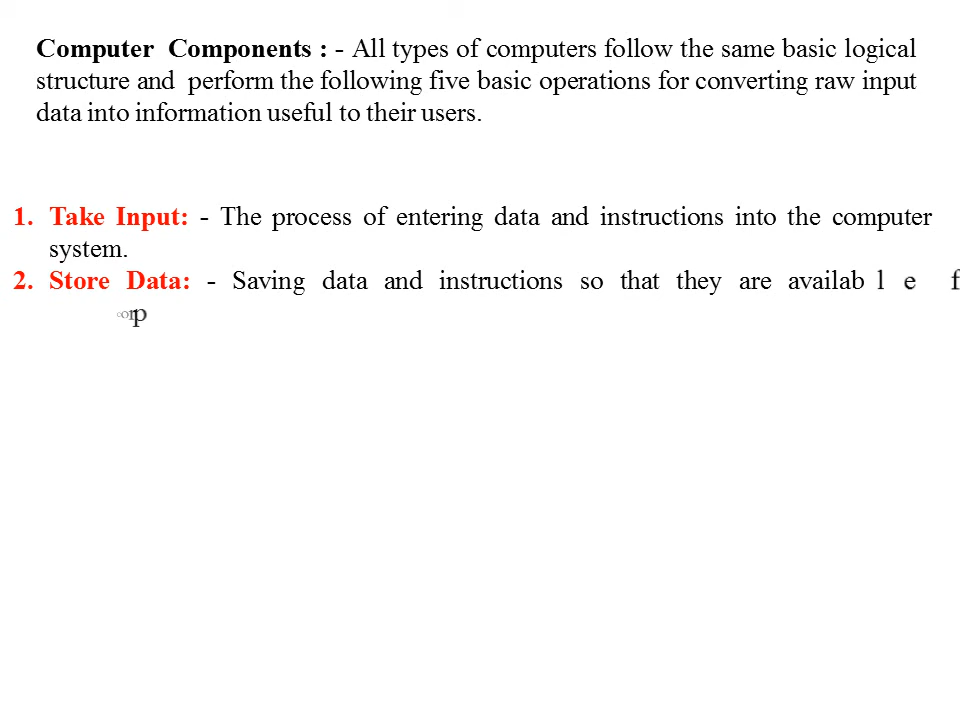 Computer Components : - All types of computers follow the same basic logical
structure and perform the following five basic operations for converting raw input
data into information useful to their users.
1. Take Input: - The process of entering data and instructions into the computer
system.
2. Store Data: - Saving data and instructions so that they are available f
or p